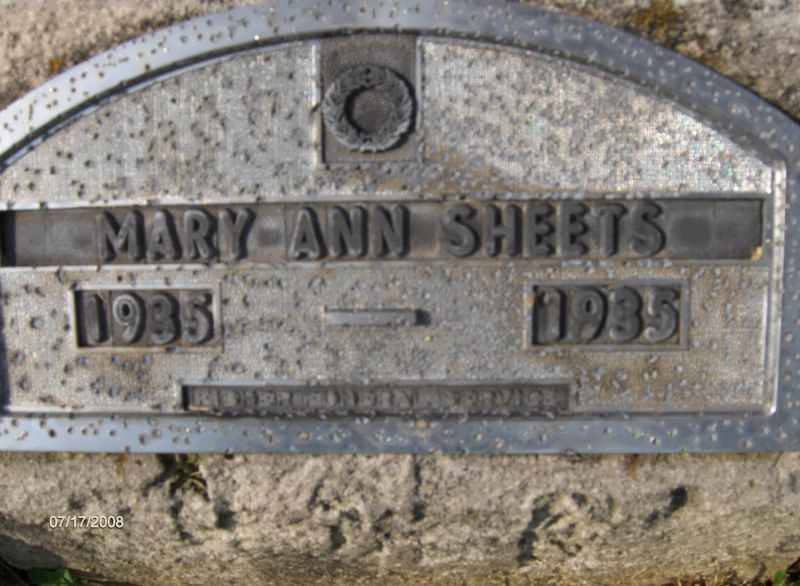 MARY ANN SHEETS
1935 — 1935
07/17/2008